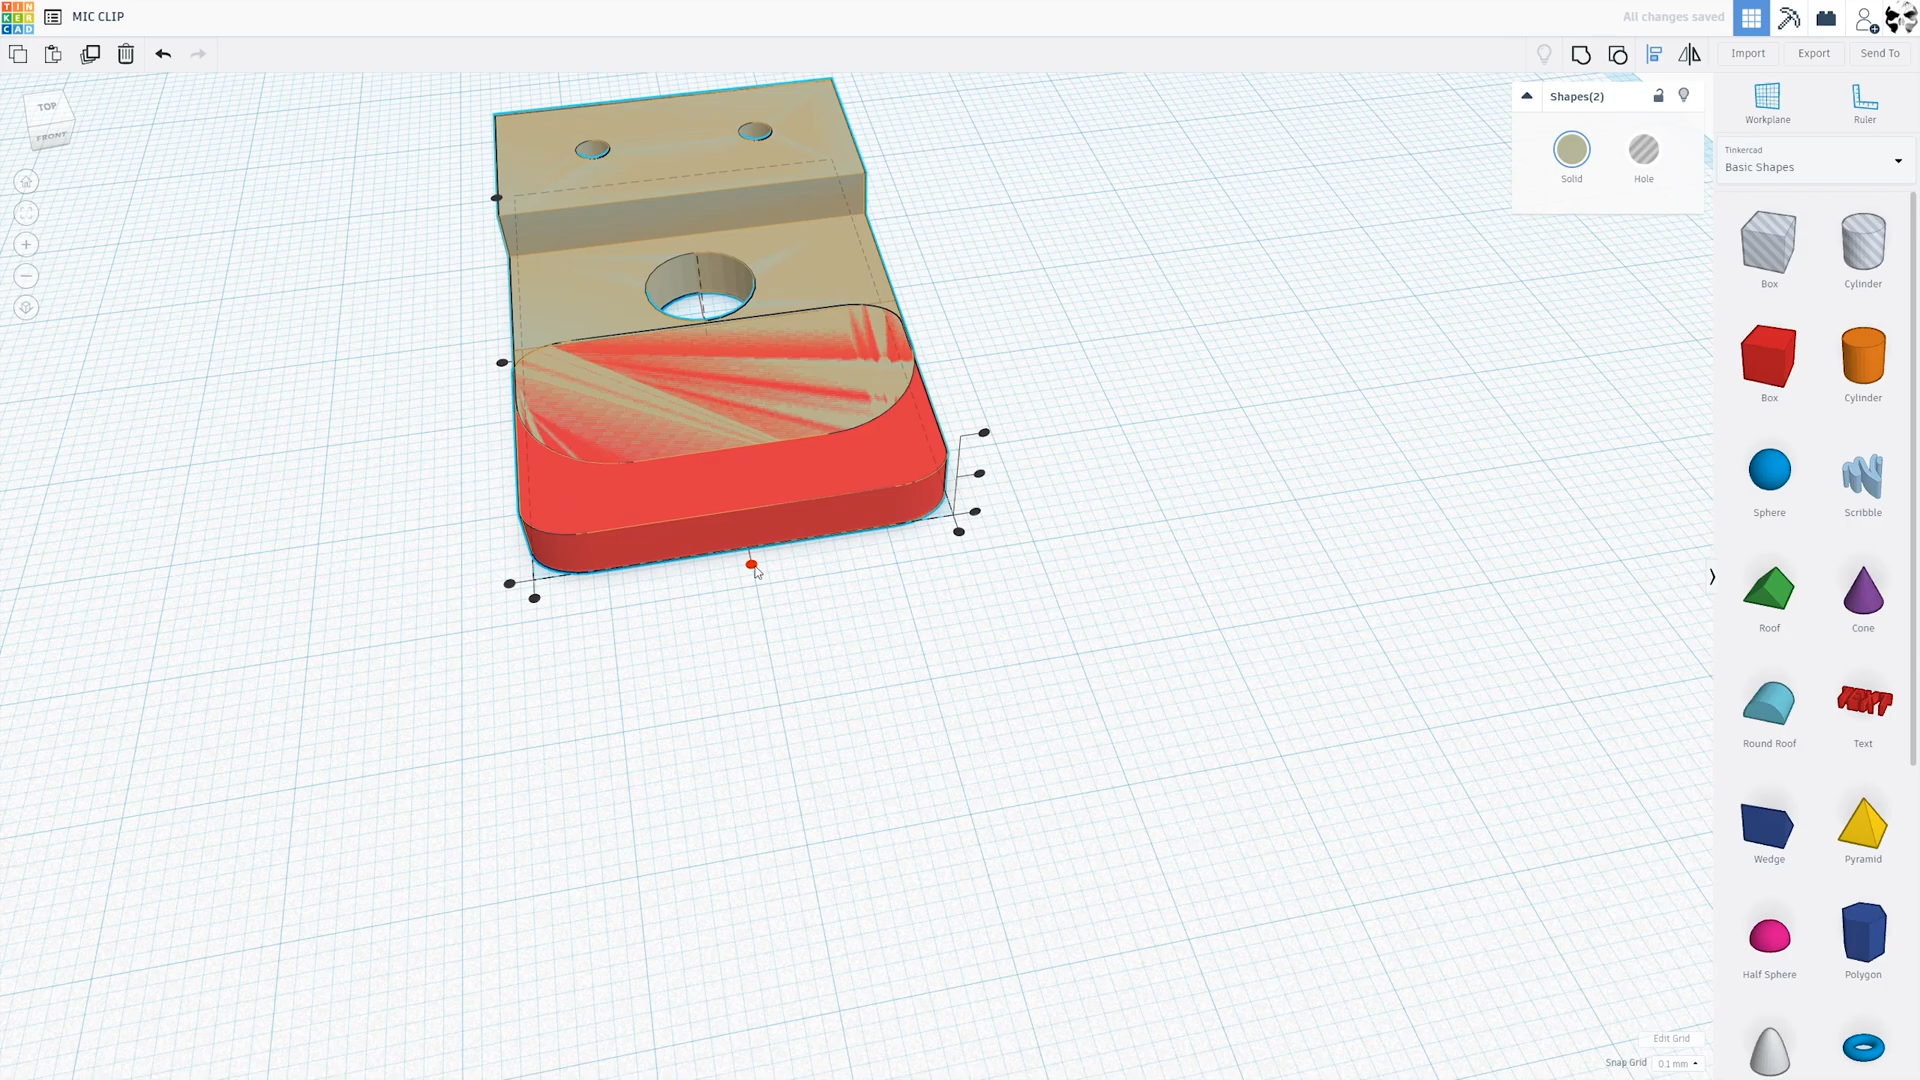 TIN
KER
CAD
MIC CLIP
All changes saved
Import
Export
Send To
TOP
FRONT
Shapes(2)
Solid
Hole
Workplane
Ruler
Tinkercad
Basic Shapes
Box
Cylinder
Box
Cylinder
Sphere
Scribble
Roof
Cone
TEXT
Round Roof
Text
Wedge
Pyramid
Half Sphere
Polygon
Edit Grid
Snap Grid
0.1 mm